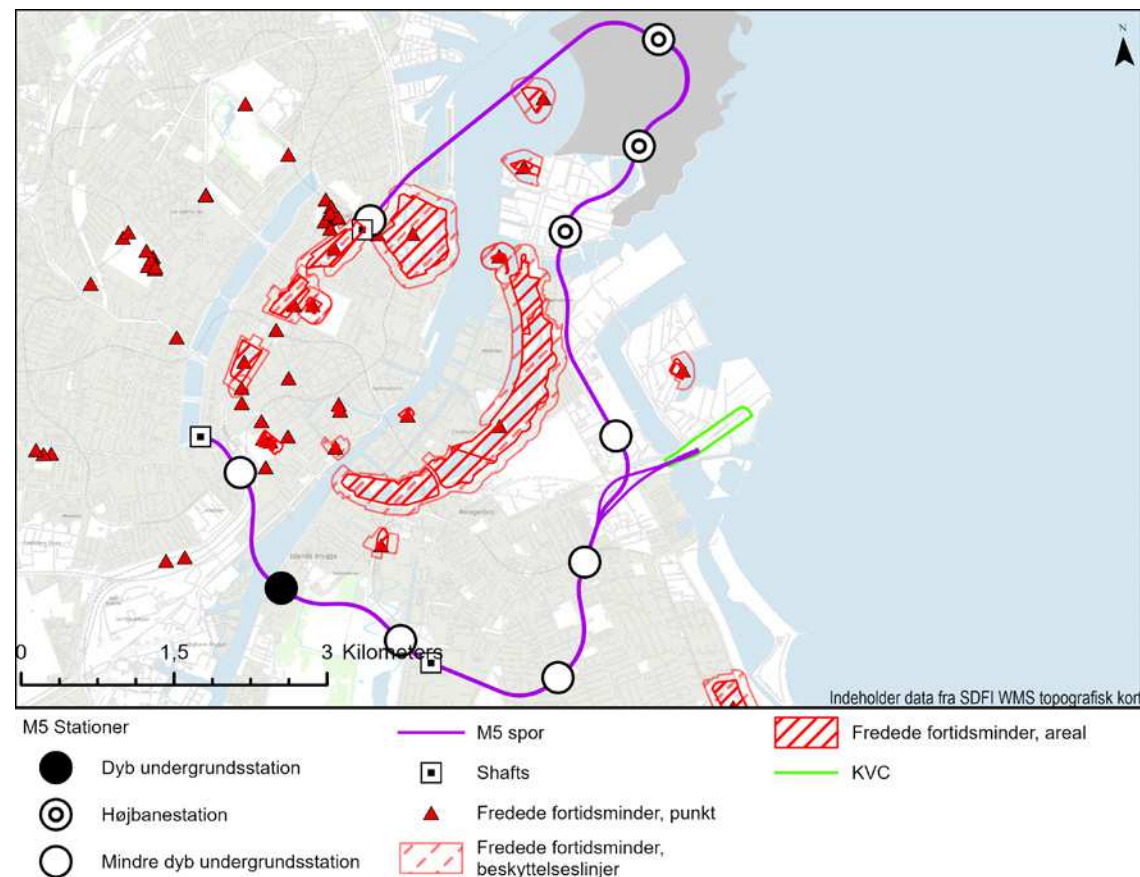 N
0 1,5 3 Kilometers
Indeholder data fra SDFI WMS topografisk kort
M5 Stationer
Dyb undergrundsstation
Højbanestation
Mindre dyb undergrundsstation
M5 spor
Shafts
Fredede fortidsminder, punkt
Fredede fortidsminder,
beskyttelseslinjer
Fredede fortidsminder, areal
KVC